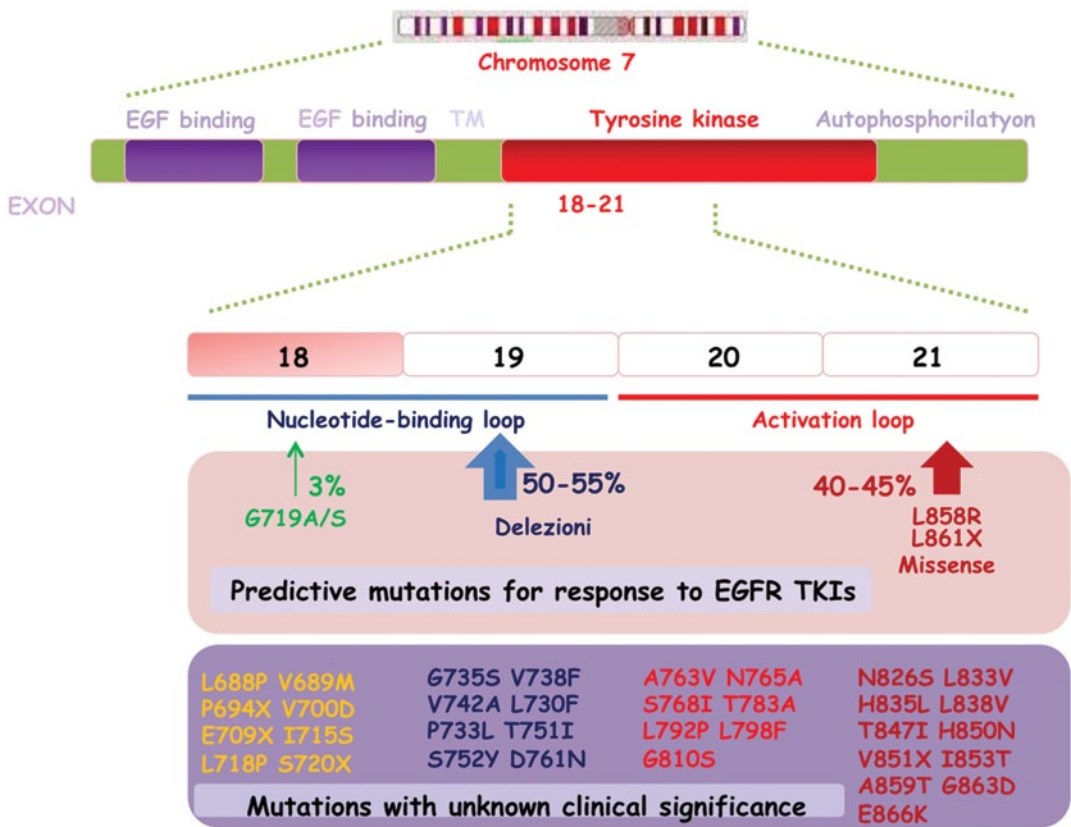 Chromosome 7
EGF binding EGF binding TM Tyrosine kinase Autophosphorilatyon
EXON 18-21
18 19 20 21
Nucleotide-binding loop Activation loop
3% 50-55% 40-45%
G719A/S Delezioni L858R
L861X
Missense
Predictive mutations for response to EGFR TKIs
L688P V689M
P694X V700D
E709X I715S
L718P S720X
G735S V738F
V742A L730F
P733L T751I
S752Y D761N
A763V N765A
S768I T783A
L792P L798F
G810S
N826S L833V
H835L L838V
T847I H850N
V851X I853T
A859T G863D
E866K
Mutations with unknown clinical significance